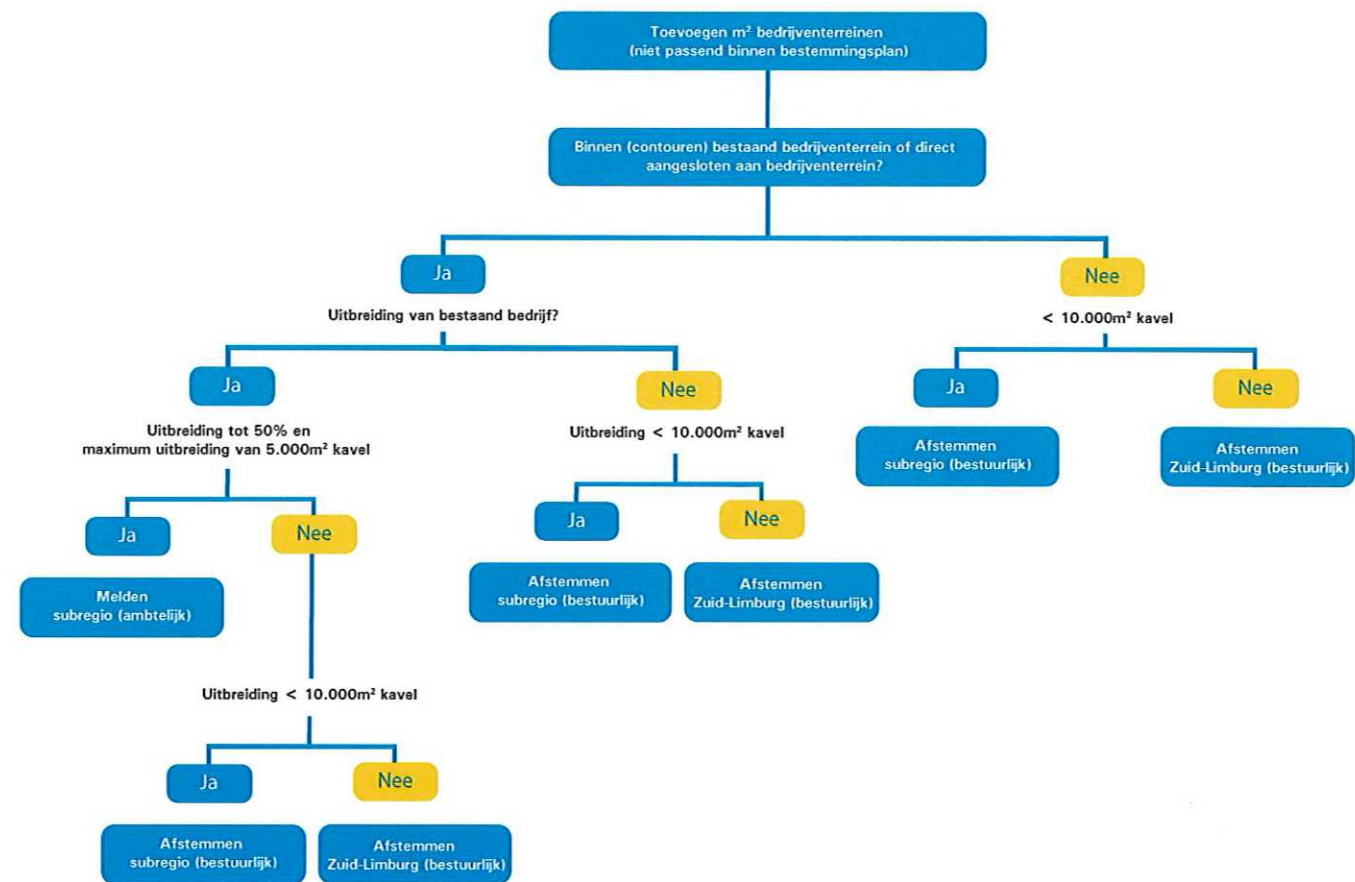 Toevoegen m² bedrijventerreinen
(niet passend binnen bestemmingsplan)
Binnen (contouren) bestaand bedrijventerrein of direct
aangesloten aan bedrijventerrein?
Ja
Nee
Uitbreiding van bestaand bedrijf?
< 10.000m² kavel
Ja
Nee
Ja
Nee
Uitbreiding tot 50% en
maximum uitbreiding van 5.000m² kavel
Uitbreiding < 10.000m² kavel
Afstemmen
subregio (bestuurlijk)
Afstemmen
Zuid-Limburg (bestuurlijk)
Ja
Nee
Ja
Nee
Melden
subregio (ambtelijk)
Afstemmen
subregio (bestuurlijk)
Afstemmen
Zuid-Limburg (bestuurlijk)
Uitbreiding < 10.000m² kavel
Ja
Nee
Afstemmen
subregio (bestuurlijk)
Afstemmen
Zuid-Limburg (bestuurlijk)